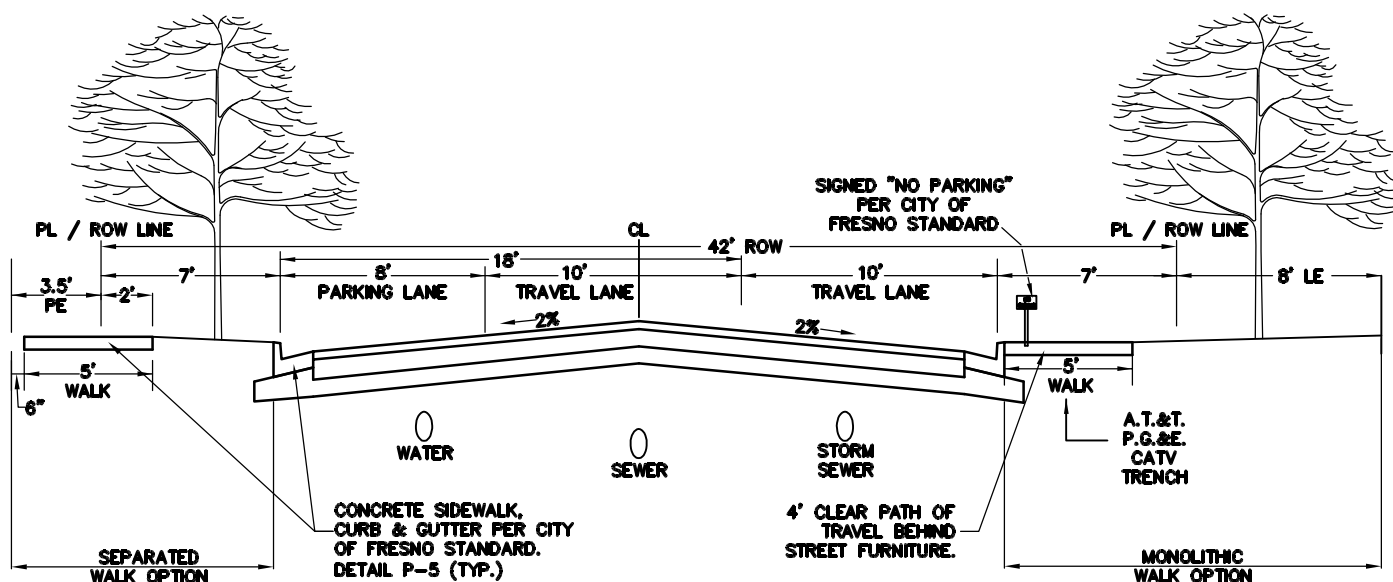 SIGNED "NO PARKING"
PER CITY OF
FRESNO STANDARD
PL / ROW LINE
CL
PL / ROW LINE
42' ROW
18'
7'
8'
10'
10'
7'
8' LE
3.5'
PE
2'
PARKING LANE
TRAVEL LANE
TRAVEL LANE
2%
2%
5'
WALK
6"
5'
WALK
WATER
SEWER
STORM
SEWER
A.T.&T.
P.G.&E.
CATV
TRENCH
CONCRETE SIDEWALK,
CURB & GUTTER PER CITY
OF FRESNO STANDARD.
DETAIL P-5 (TYP.)
4' CLEAR PATH OF
TRAVEL BEHIND
STREET FURNITURE.
SEPARATED
WALK OPTION
MONOLITHIC
WALK OPTION